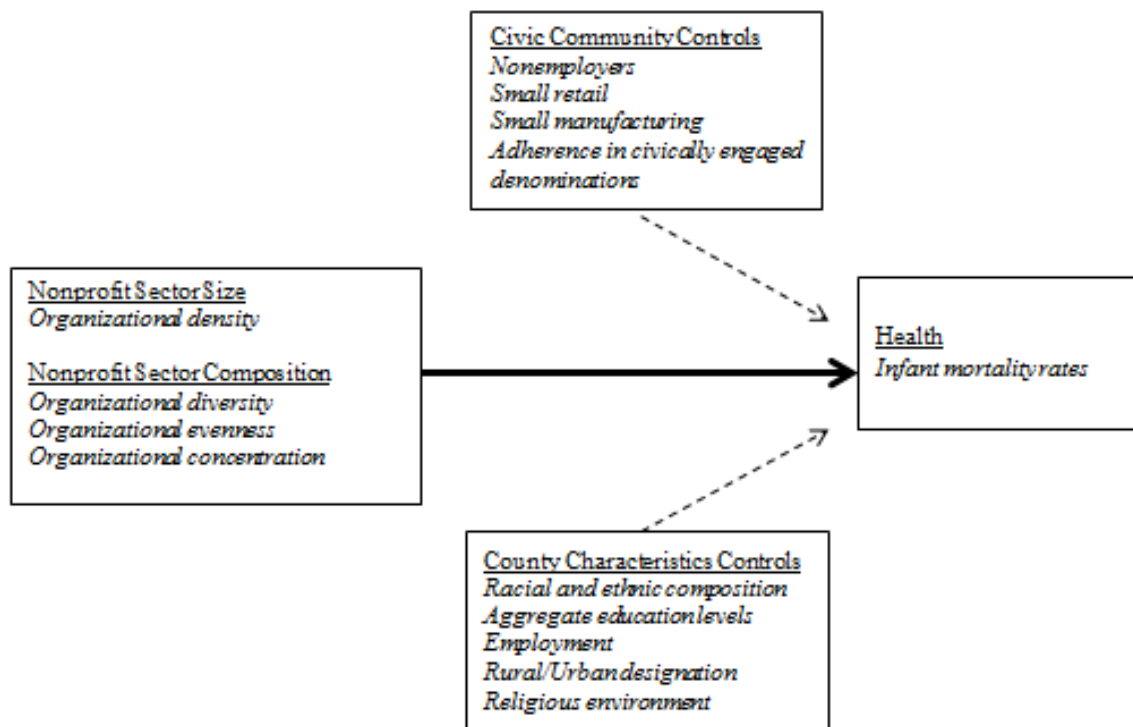 Civic Community Controls
Nonemployers
Small retail
Small manufacturing
Adherence in civically engaged
denominations
Nonprofit Sector Size
Organizational density
Nonprofit Sector Composition
Organizational diversity
Organizational evenness
Organizational concentration
Health
Infant mortality rates
County Characteristics Controls
Racial and ethnic composition
Aggregate education levels
Employment
Rural/Urban designation
Religious environment